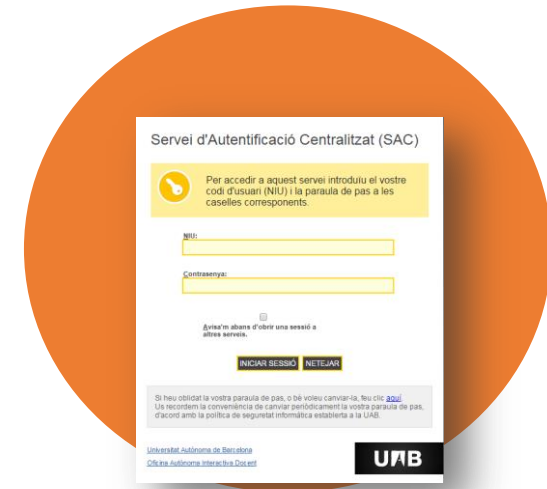 Servei d'Autentificació Centralitzat (SAC)
Per accedir a aquest servei introduïu el vostre
codi d'usuari (NIU) i la paraula de pas a les
caselles corresponents.
NIU:
Contrasenya:
Avisa'm abans d'obrir una sessió a
altres serveis.
INICIAR SESSIÓ NETEJAR
Si heu oblidat la vostra paraula de pas, o bé voleu canviar-la, feu clic aquí.
Us recordem la conveniència de canviar periòdicament la vostra paraula de pas,
d'acord amb la política de seguretat informàtica establerta a la UAB.
Universitat Autònoma de Barcelona
Oficina Autònoma Interactiva Docent
UAB